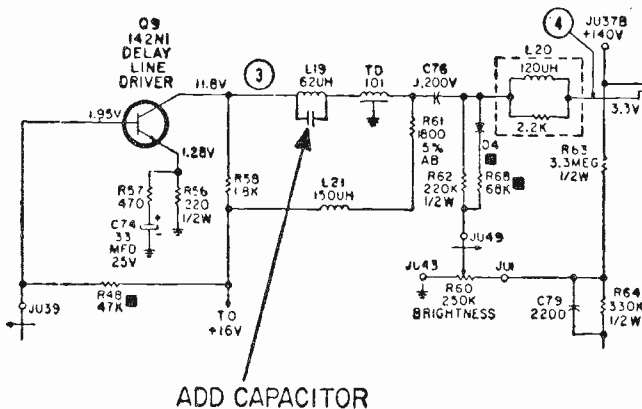 Q9
142N1
DELAY
LINE
DRIVER
11.8V
1.95V
1.28V
R57
470
R56
220
1/2W
C74
33
MFD
25V
R48
47K
JU39
R58
1.8K
TO
+16V
3
L19
62UH
TD
101
L21
150UH
R61
1800
5%
AB
C76
.1,200V
R62
220K
1/2W
D4
R68
68K
JU49
JU43
R60
250K
BRIGHTNESS
JU1
4
L20
120UH
2.2K
JU37B
+140V
3.3V
R63
3.3MEG
1/2W
C79
2200
R64
330K
1/2W
ADD CAPACITOR